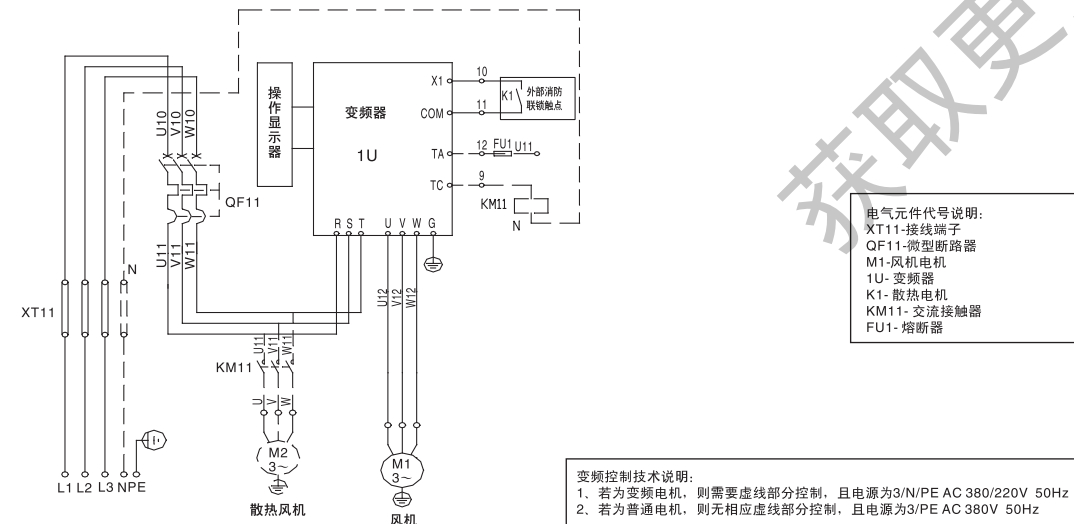 获取更
U10
V10
W10
QF11
U11
V11
W11
N
XT11
L1 L2 L3 N PE
操作显示器
变频器
1U
X1
COM
TA
TC
10
11
12
9
K1
外部消防
联锁触点
FU1
U11
KM11
N
R S T U V W G
U12
V12
W12
U11
V11
W11
KM11
U
V
W
M2
3~
散热风机
M1
3~
风机
电气元件代号说明:
XT11-接线端子
QF11-微型断路器
M1-风机电机
1U- 变频器
K1- 散热电机
KM11- 交流接触器
FU1- 熔断器
变频控制技术说明:
1、若为变频电机，则需要虚线部分控制，且电源为3/N/PE AC 380/220V 50Hz
2、若为普通电机，则无相应虚线部分控制，且电源为3/PE AC 380V 50Hz